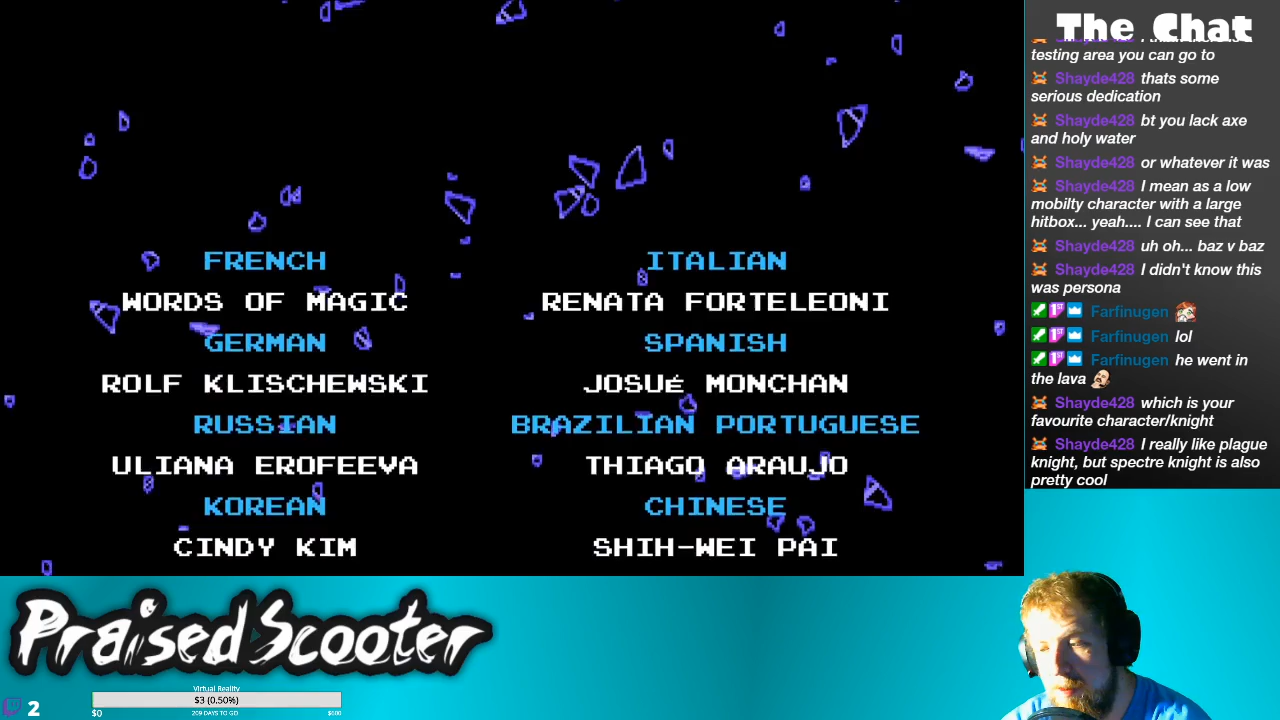 The Chat
testing area you can go to
Shayde428 thats some
serious dedication
Shayde428 bt you lack axe
and holy water
Shayde428 or whatever it was
Shayde428 I mean as a low
mobilty character with a large
hitbox... yeah.... I can see that
Shayde428 uh oh... baz v baz
Shayde428 I didn't know this
was persona
Farfinugen
Farfinugen lol
Farfinugen he went in
the lava
Shayde428 which is your
favourite character/knight
Shayde428 I really like plague
knight, but spectre knight is also
pretty cool
FRENCH ITALIAN
WORDS OF MAGIC RENATA FORTELEONI
GERMAN SPANISH
ROLF KLISCHEWSKI JOSUé MONCHAN
RUSSIAN BRAZILIAN PORTUGUESE
ULIANA EROFEEVA THIAGO ARAUJO
KOREAN CHINESE
CINDY KIM SHIH-WEI PAI
PraisedScooter
2
Virtual Reality
$3 (0.50%)
$0 209 DAYS TO GO